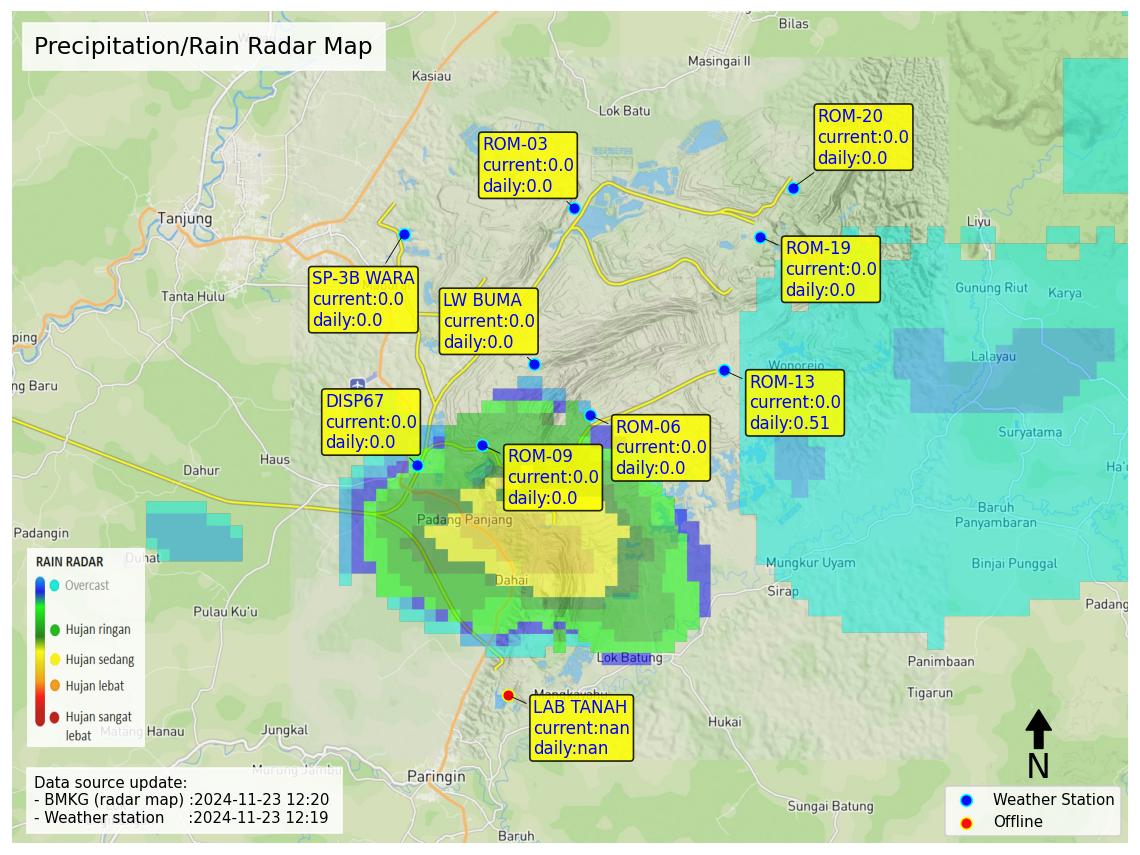 Precipitation/Rain Radar Map
Bilas
Masingai II
Kasiau
Lok Batu
ROM-20
current:0.0
daily:0.0
ROM-03
current:0.0
daily:0.0
Tanjung
Liyu
ROM-19
current:0.0
daily:0.0
SP-3B WARA
current:0.0
daily:0.0
Tanta Hulu
LW BUMA
current:0.0
daily:0.0
Gunung Riut
Karya
ping
Lalayau
Wonorejo
ng Baru
ROM-13
current:0.0
daily:0.51
DISP67
current:0.0
daily:0.0
ROM-06
current:0.0
daily:0.0
Suryatama
ROM-09
current:0.0
daily:0.0
Haus
Dahur
Ha'u
Padang Panjang
Baruh
Panyambaran
Padangin
Duhat
Mungkur Uyam
Binjai Punggal
Dahai
Sirap
Padang
Pulau Ku'u
RAIN RADAR
Overcast
Hujan ringan
Hujan sedang
Hujan lebat
Hujan sangat
lebat
Lok Batung
Panimbaan
Tigarun
Mangkayahu
LAB TANAH
current:nan
daily:nan
Matang Hanau
Jungkal
Hukai
Murung Jambu
Paringin
N
Data source update:
- BMKG (radar map) :2024-11-23 12:20
- Weather station :2024-11-23 12:19
Sungai Batung
Baruh
Weather Station
Offline